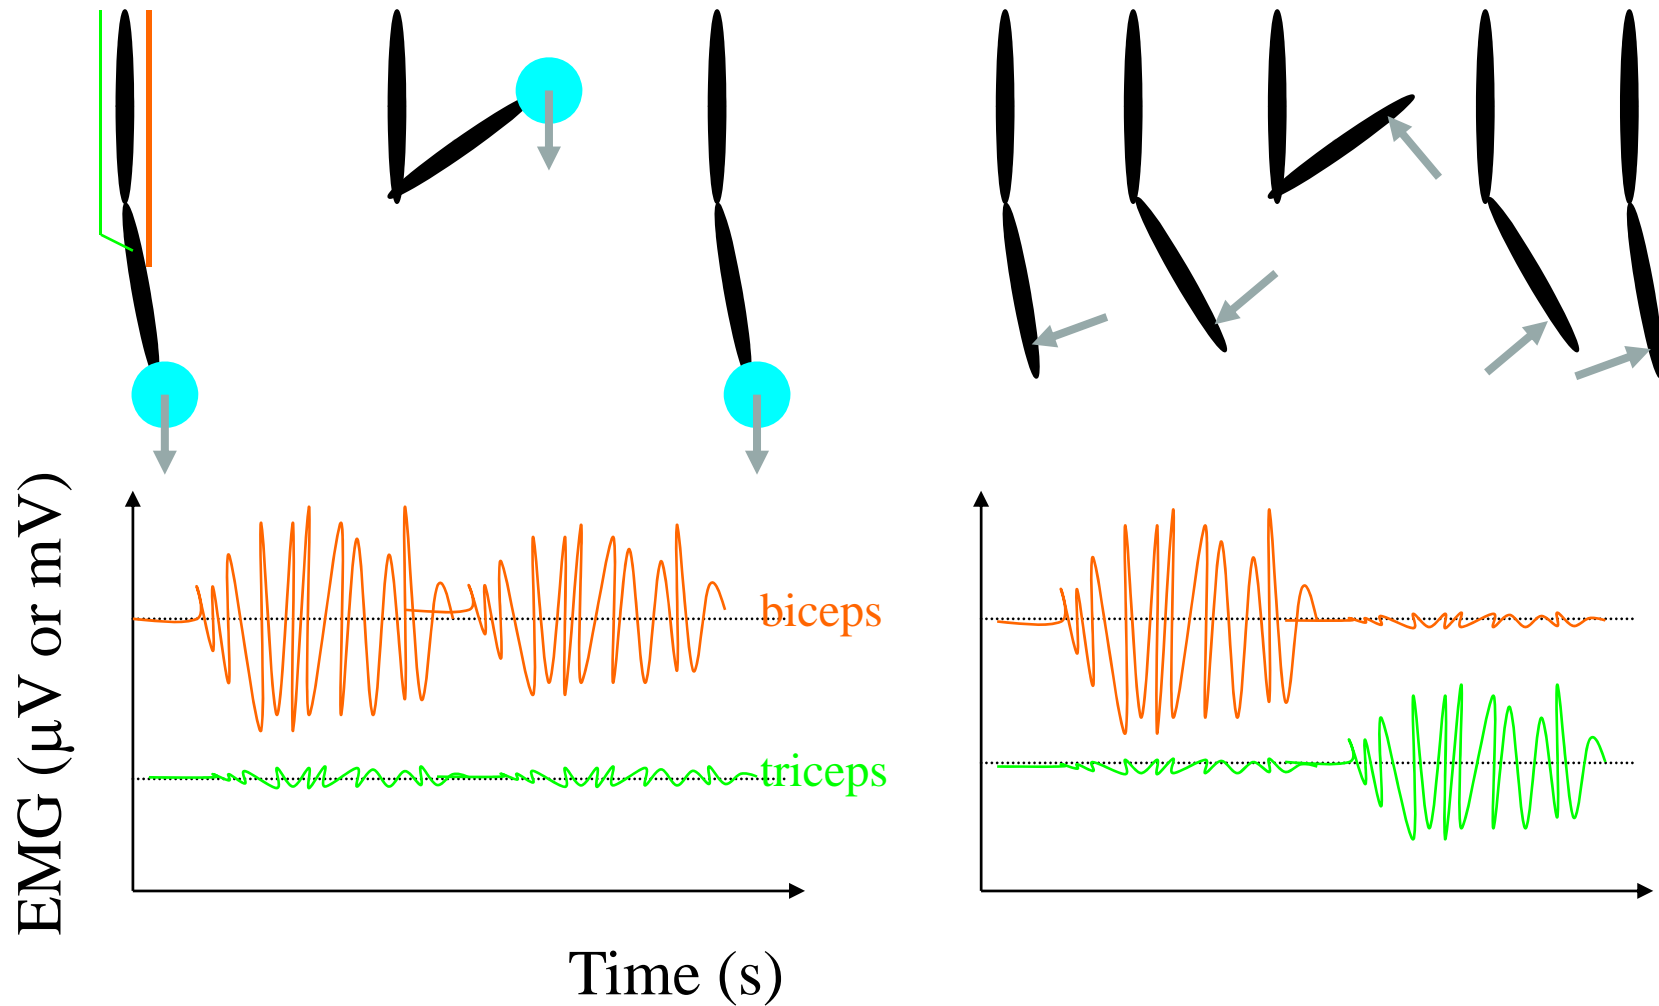 EMG (μV or mV)
biceps
triceps
Time (s)